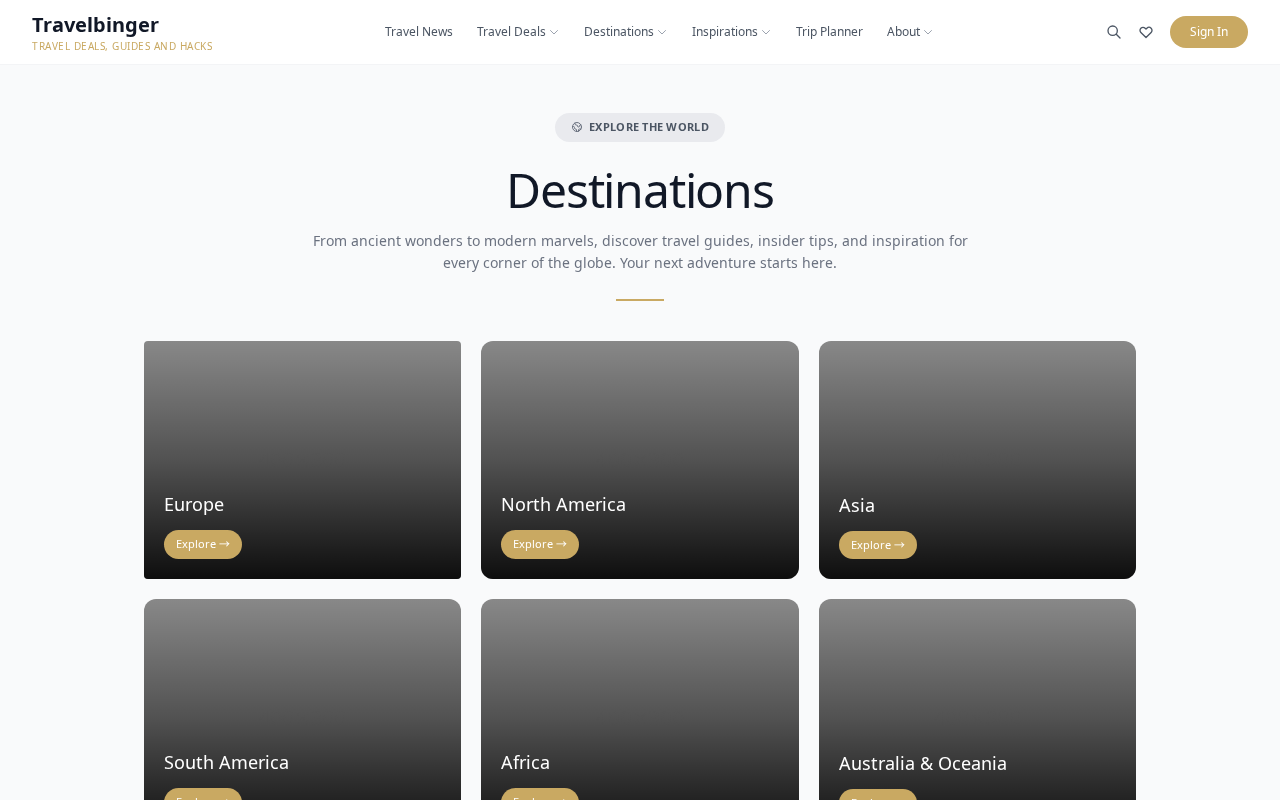 Travelbinger
TRAVEL DEALS, GUIDES AND HACKS
Travel News
Travel Deals
Destinations
Inspirations
Trip Planner
About
Sign In
EXPLORE THE WORLD
Destinations
From ancient wonders to modern marvels, discover travel guides, insider tips, and inspiration for
every corner of the globe. Your next adventure starts here.
Europe
Explore →
North America
Explore →
Asia
Explore →
South America
Africa
Australia & Oceania